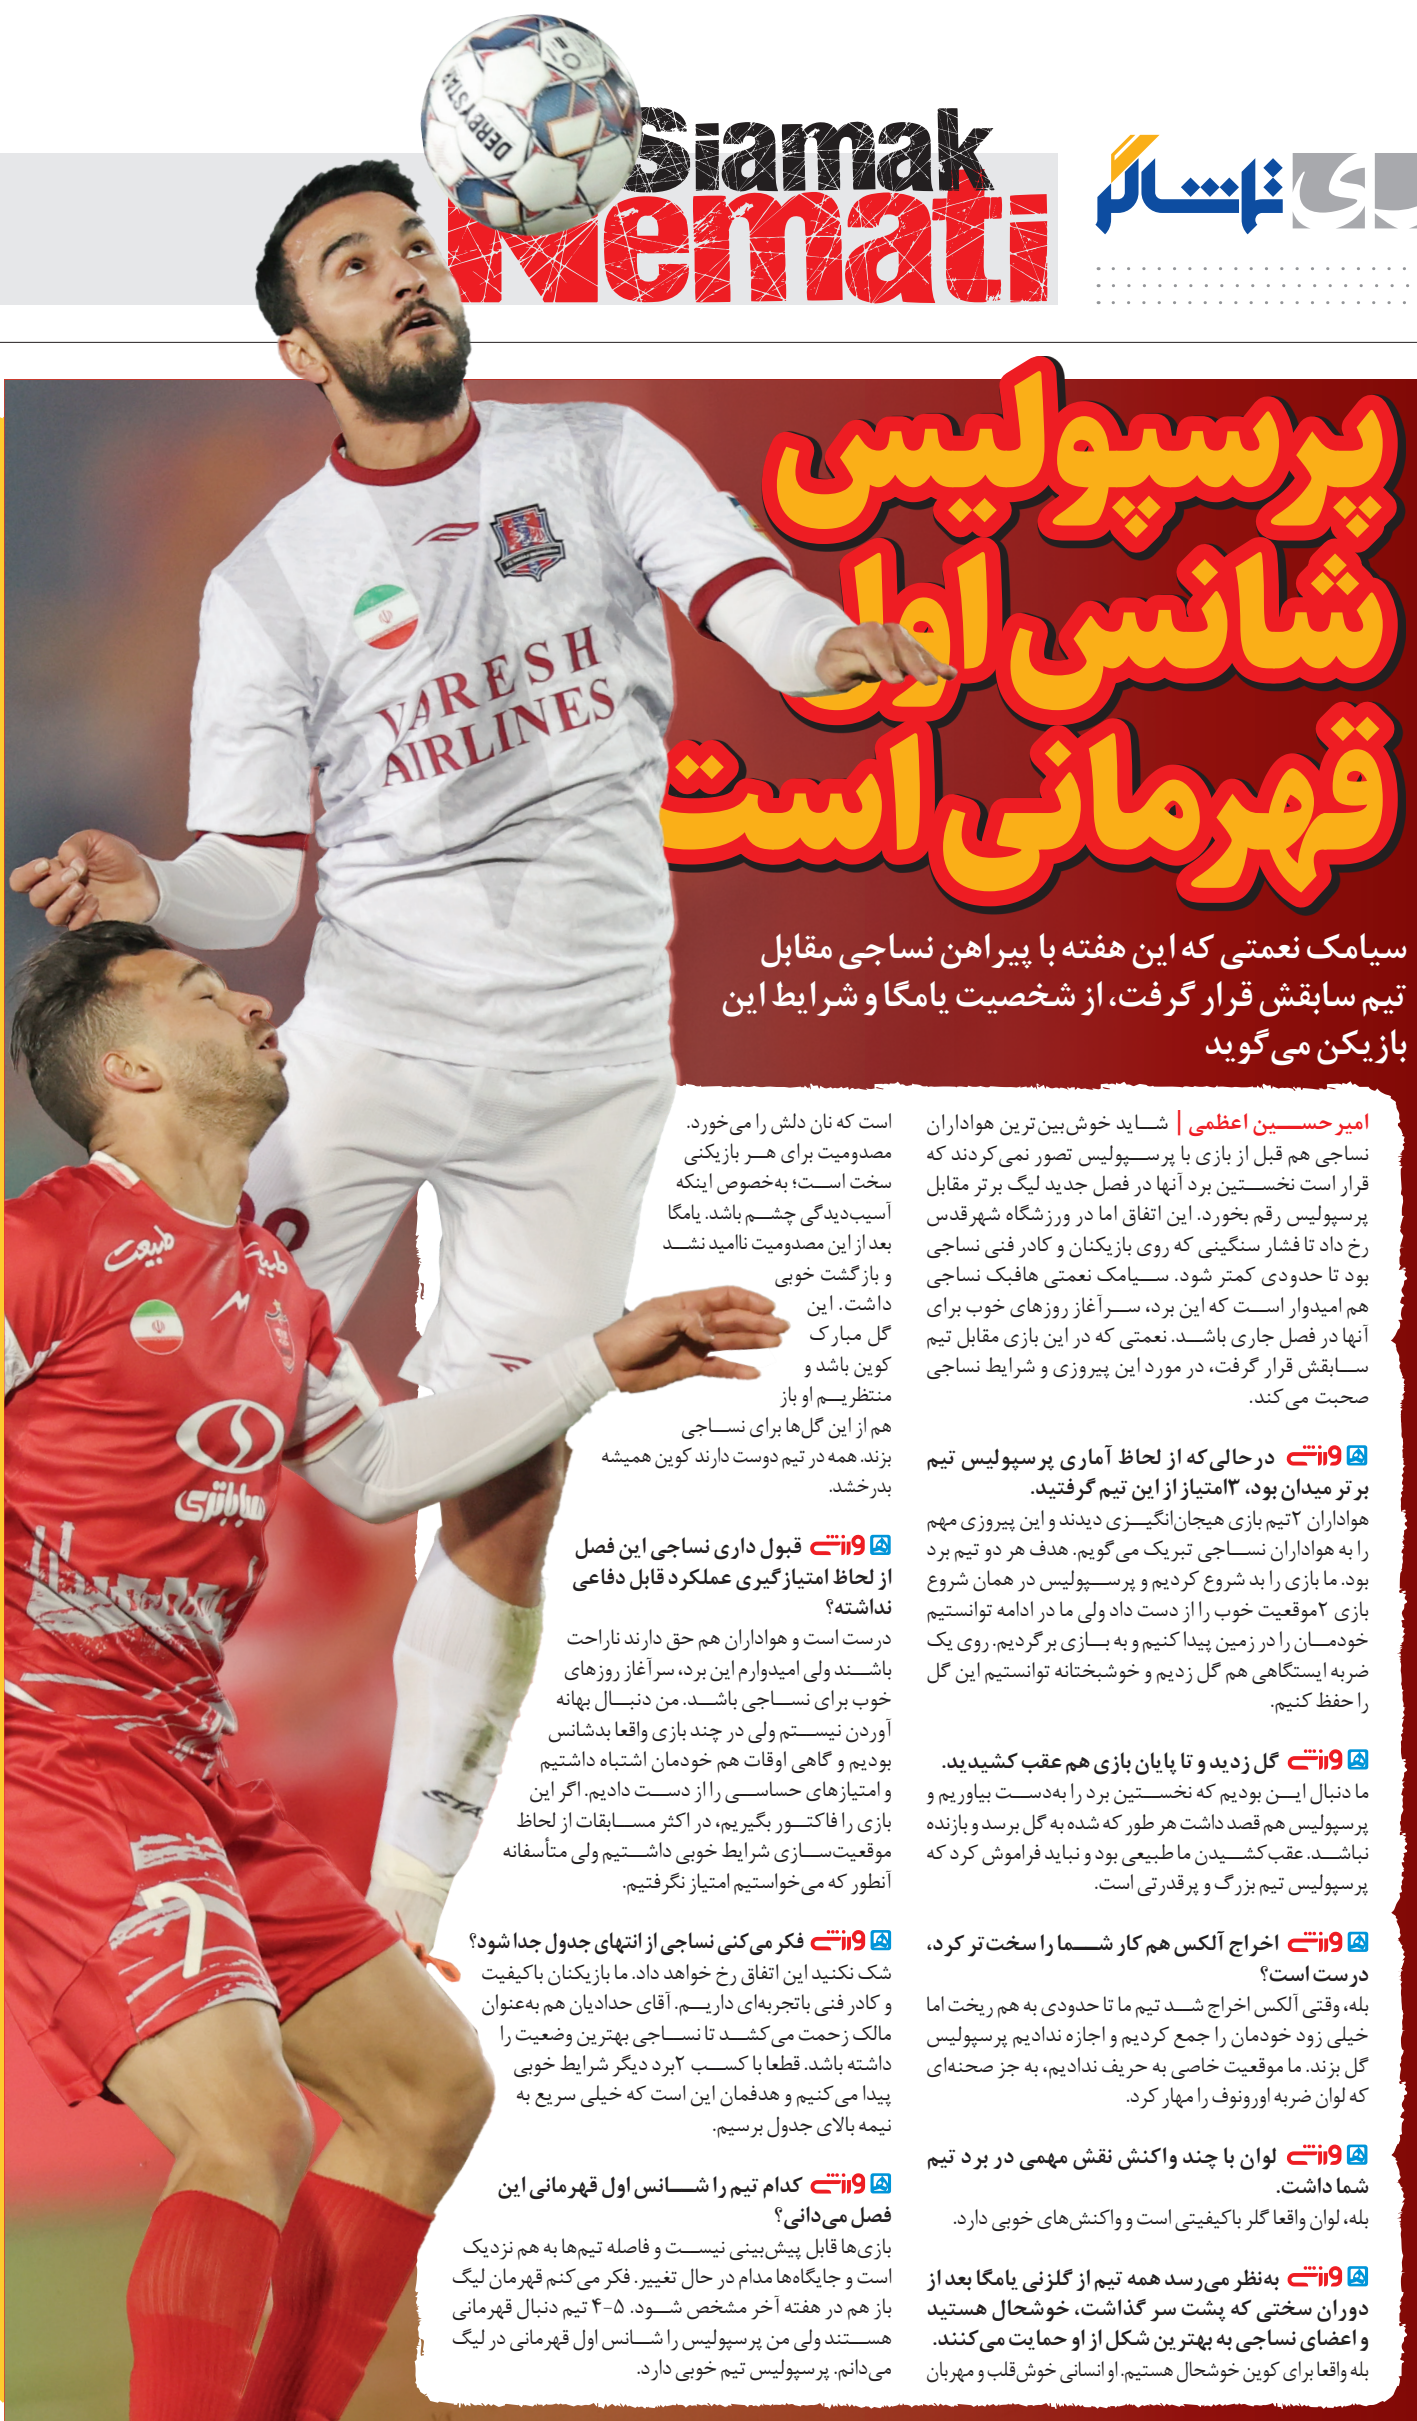 Siamak
Nemati
تماشاگر
DERBYSTAR
پرسپولیس
شانس اول
قهرمانی است
سیامک نعمتی که این هفته با پیراهن نساجی مقابل
تیم سابقش قرار گرفت، از شخصیت یامگا و شرایط این
بازیکن می‌گوید
VARESH
AIRLINES
امیرحسین اعظمی | شاید خوش‌بین‌ترین هواداران
نساجی هم قبل از بازی با پرسپولیس تصور نمی‌کردند که
قرار است نخستین برد آنها در فصل جدید لیگ برتر مقابل
پرسپولیس رقم بخورد. این اتفاق اما در ورزشگاه شهرقدس
رخ داد تا فشار سنگینی که روی بازیکنان و کادر فنی نساجی
بود تا حدودی کمتر شود. سیامک نعمتی هافبک نساجی
هم امیدوار است که این برد، سرآغاز روزهای خوب برای
آنها در فصل جاری باشد. نعمتی که در این بازی مقابل تیم
سابقش قرار گرفت، در مورد این پیروزی و شرایط نساجی
صحبت می‌کند.
ورزشی درحالی‌که از لحاظ آماری پرسپولیس تیم
برتر میدان بود، ۳امتیاز از این تیم گرفتید.
هواداران ۲تیم بازی هیجان‌انگیزی دیدند و این پیروزی مهم
را به هواداران نساجی تبریک می‌گویم. هدف هر دو تیم برد
بود. ما بازی را بد شروع کردیم و پرسپولیس در همان شروع
بازی ۲موقعیت خوب را از دست داد ولی ما در ادامه توانستیم
خودمان را در زمین پیدا کنیم و به بازی برگردیم. روی یک
ضربه ایستگاهی هم گل زدیم و خوشبختانه توانستیم این گل
را حفظ کنیم.
ورزشی گل زدید و تا پایان بازی هم عقب کشیدید.
ما دنبال این بودیم که نخستین برد را به‌دست بیاوریم و
پرسپولیس هم قصد داشت هر طور که شده به گل برسد و بازنده
نباشد. عقب‌کشیدن ما طبیعی بود و نباید فراموش کرد که
پرسپولیس تیم بزرگ و پرقدرتی است.
ورزشی اخراج آلکس هم کار شما را سخت‌تر کرد،
درست است؟
بله، وقتی آلکس اخراج شد تیم ما تا حدودی به هم ریخت اما
خیلی زود خودمان را جمع کردیم و اجازه ندادیم پرسپولیس
گل بزند. ما موقعیت خاصی به حریف ندادیم، به جز صحنه‌ای
که لوان ضربه اورونوف را مهار کرد.
ورزشی لوان با چند واکنش نقش مهمی در برد تیم
شما داشت.
بله، لوان واقعا گلر باکیفیتی است و واکنش‌های خوبی دارد.
ورزشی به‌نظر می‌رسد همه تیم از گلزنی یامگا بعد از
دوران سختی که پشت سر گذاشت، خوشحال هستید
و اعضای نساجی به بهترین شکل از او حمایت می‌کنند.
بله واقعا برای کوین خوشحال هستیم. او انسانی خوش‌قلب و مهربان
است که نان دلش را می‌خورد.
مصدومیت برای هر بازیکنی
سخت است؛ به‌خصوص اینکه
آسیب‌دیدگی چشم باشد. یامگا
بعد از این مصدومیت ناامید نشد
و بازگشت خوبی
داشت. این
گل مبارک
کوین باشد و
منتظریم او باز
هم از این گل‌ها برای نساجی
بزند. همه در تیم دوست دارند کوین همیشه
بدرخشد.
ورزشی قبول داری نساجی این فصل
از لحاظ امتیازگیری عملکرد قابل دفاعی
نداشته؟
درست است و هواداران هم حق دارند ناراحت
باشند ولی امیدوارم این برد، سرآغاز روزهای
خوب برای نساجی باشد. من دنبال بهانه
آوردن نیستم ولی در چند بازی واقعا بدشانس
بودیم و گاهی اوقات هم خودمان اشتباه داشتیم
و امتیازهای حساسی را از دست دادیم. اگر این
بازی را فاکتور بگیریم، در اکثر مسابقات از لحاظ
موقعیت‌سازی شرایط خوبی داشتیم ولی متأسفانه
آنطور که می‌خواستیم امتیاز نگرفتیم.
ورزشی فکر می‌کنی نساجی از انتهای جدول جدا شود؟
شک نکنید این اتفاق رخ خواهد داد. ما بازیکنان باکیفیت
و کادر فنی باتجربه‌ای داریم. آقای حدادیان هم به‌عنوان
مالک زحمت می‌کشد تا نساجی بهترین وضعیت را
داشته باشد. قطعا با کسب ۲برد دیگر شرایط خوبی
پیدا می‌کنیم و هدفمان این است که خیلی سریع به
نیمه بالای جدول برسیم.
ورزشی کدام تیم را شانس اول قهرمانی این
فصل می‌دانی؟
بازی‌ها قابل پیش‌بینی نیست و فاصله تیم‌ها به هم نزدیک
است و جایگاه‌ها مدام در حال تغییر. فکر می‌کنم قهرمان لیگ
باز هم در هفته آخر مشخص شود. ۵-۴ تیم دنبال قهرمانی
هستند ولی من پرسپولیس را شانس اول قهرمانی در لیگ
می‌دانم. پرسپولیس تیم خوبی دارد.
طبیعت
صباباتری
7
STA